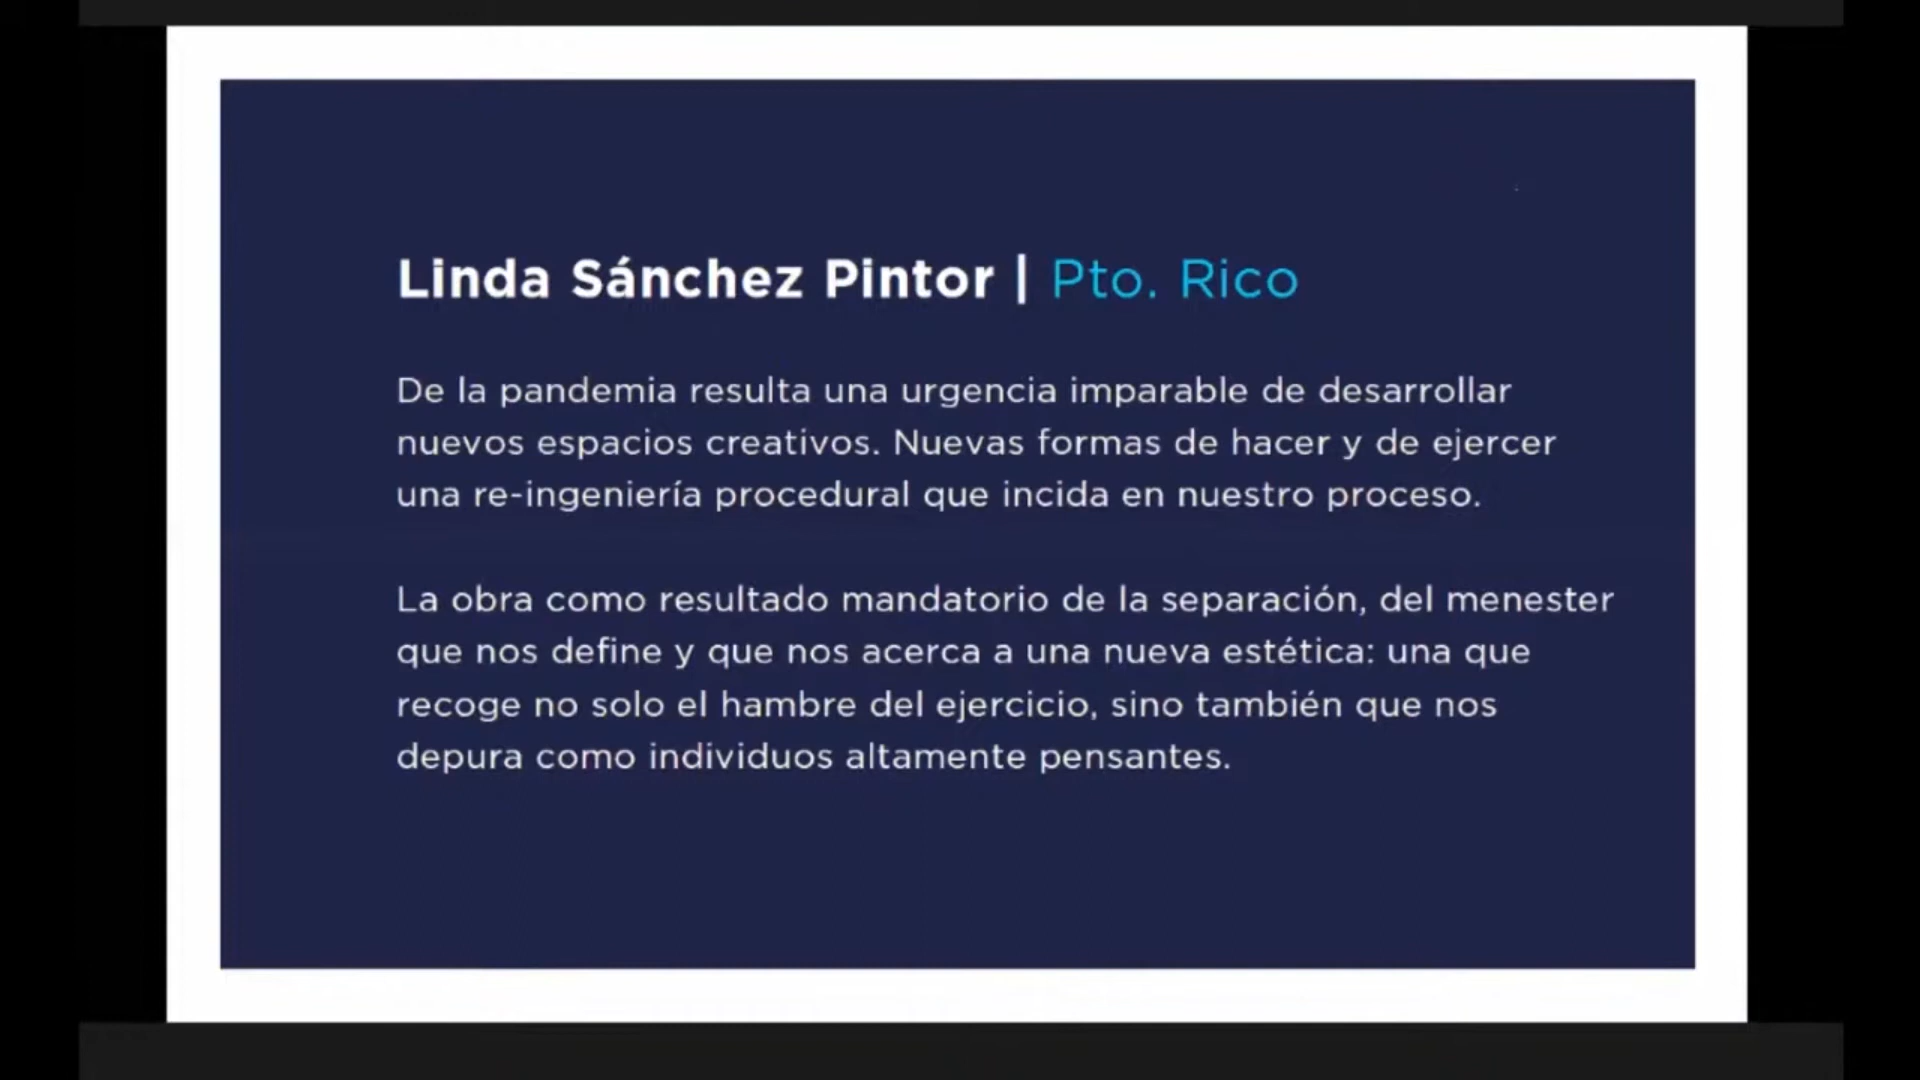 Linda Sánchez Pintor | Pto. Rico
De la pandemia resulta una urgencia imparable de desarrollar
nuevos espacios creativos. Nuevas formas de hacer y de ejercer
una re-ingeniería procedural que incida en nuestro proceso.
La obra como resultado mandatorio de la separación, del menester
que nos define y que nos acerca a una nueva estética: una que
recoge no solo el hambre del ejercicio, sino también que nos
depura como individuos altamente pensantes.